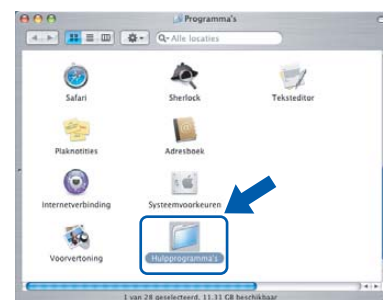 Programma's
Alle locaties
Safari
Sherlock
Teksteditor
Plaknotities
Adresboek
Internetverbinding
Systeemvoorkeuren
Voorvertoning
Hulpprogramma's
1 van 28 geselecteerd, 11.31 GB beschikbaar